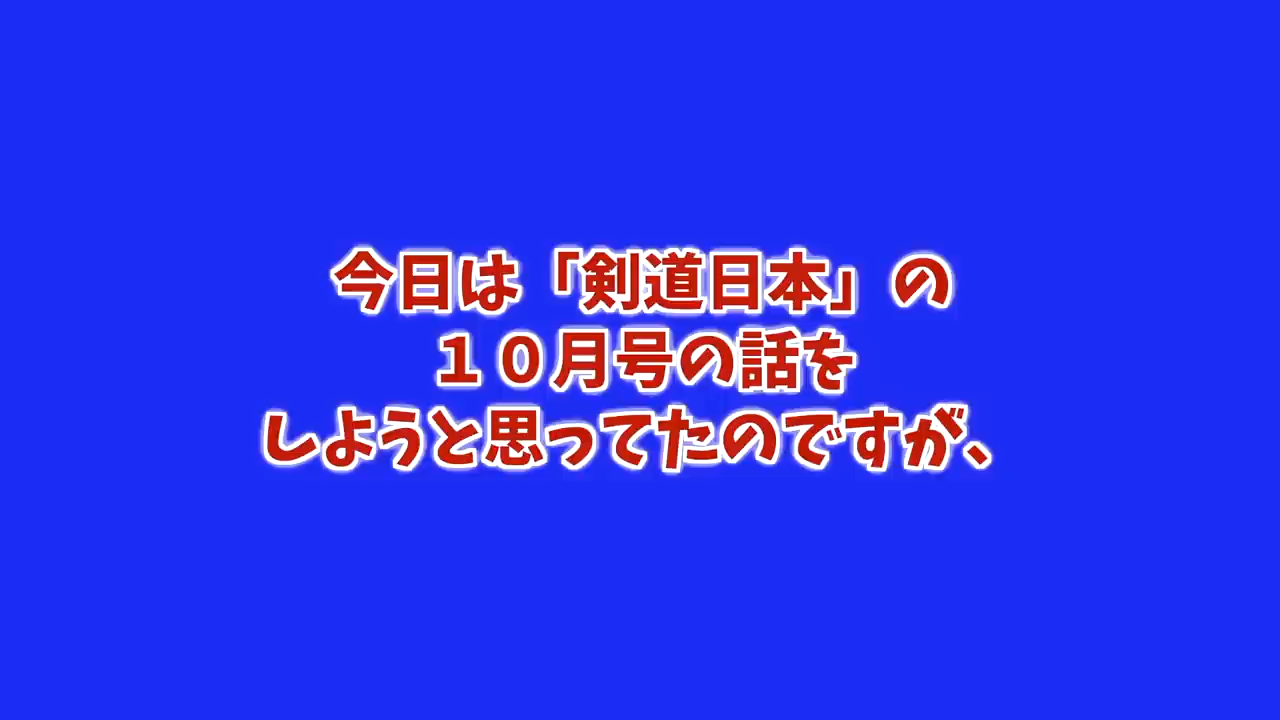 今日は「剣道日本」の
１０月号の話を
しようと思ってたのですが、